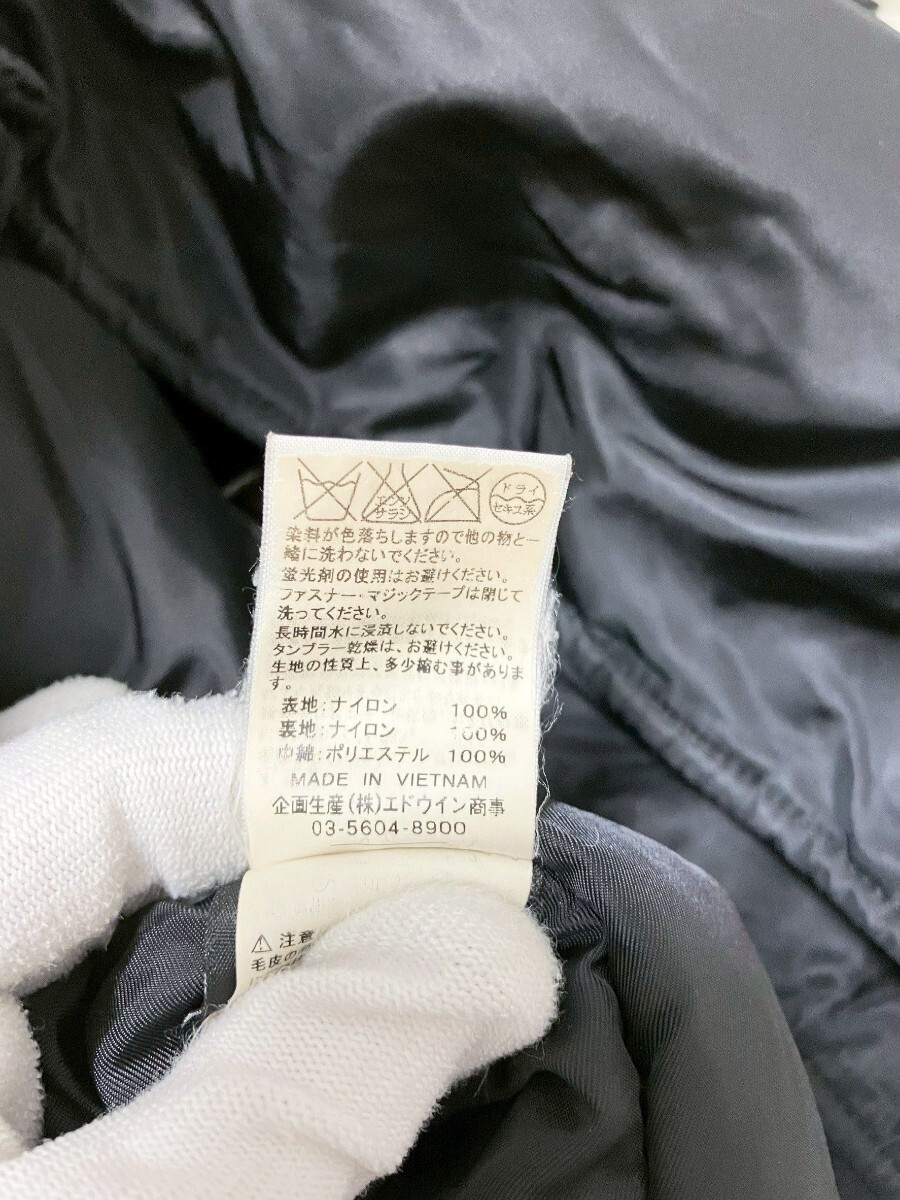 エンソ
サラシ
ドライ
セキユ系
染料が色落ちしますので他の物と一
緒に洗わないでください。
蛍光剤の使用はお避けください。
ファスナー・マジックテープは閉じて
洗ってください。
長時間水に浸漬しないでください。
タンブラー乾燥は、お避けください。
生地の性質上、多少縮む事がありま
す。
表地:ナイロン 100%
裏地:ナイロン 100%
中綿:ポリエステル 100%
MADE IN VIETNAM
企画生産(株)エドウイン商事
03-5604-8900
⚠ 注意
毛皮の